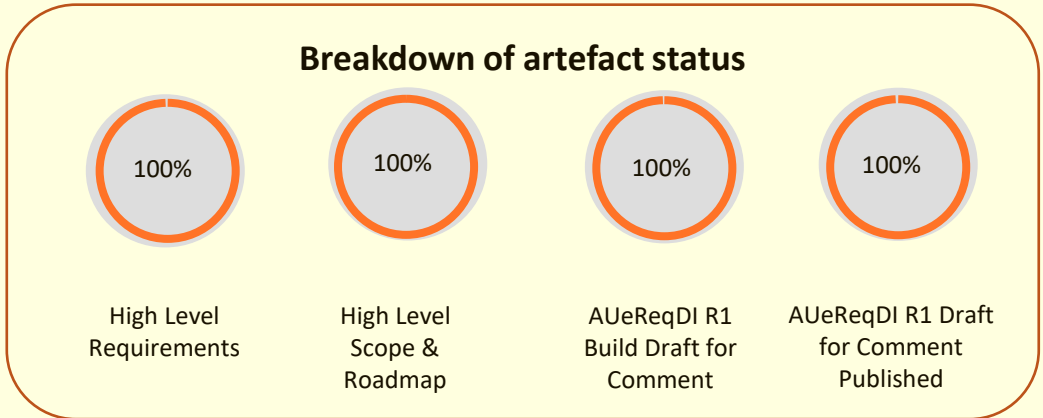 Breakdown of artefact status
100%
100%
100%
100%
High Level
Requirements
High Level
Scope &
Roadmap
AUeReqDI R1
Build Draft for
Comment
AUeReqDI R1 Draft
for Comment
Published